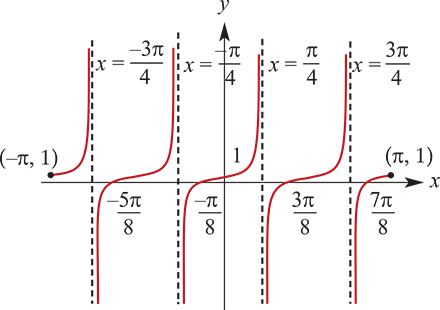 y
x = −3π/4
x = −π/4
x = π/4
x = 3π/4
(−π, 1)
1
(π, 1)
x
−5π/8
−π/8
3π/8
7π/8